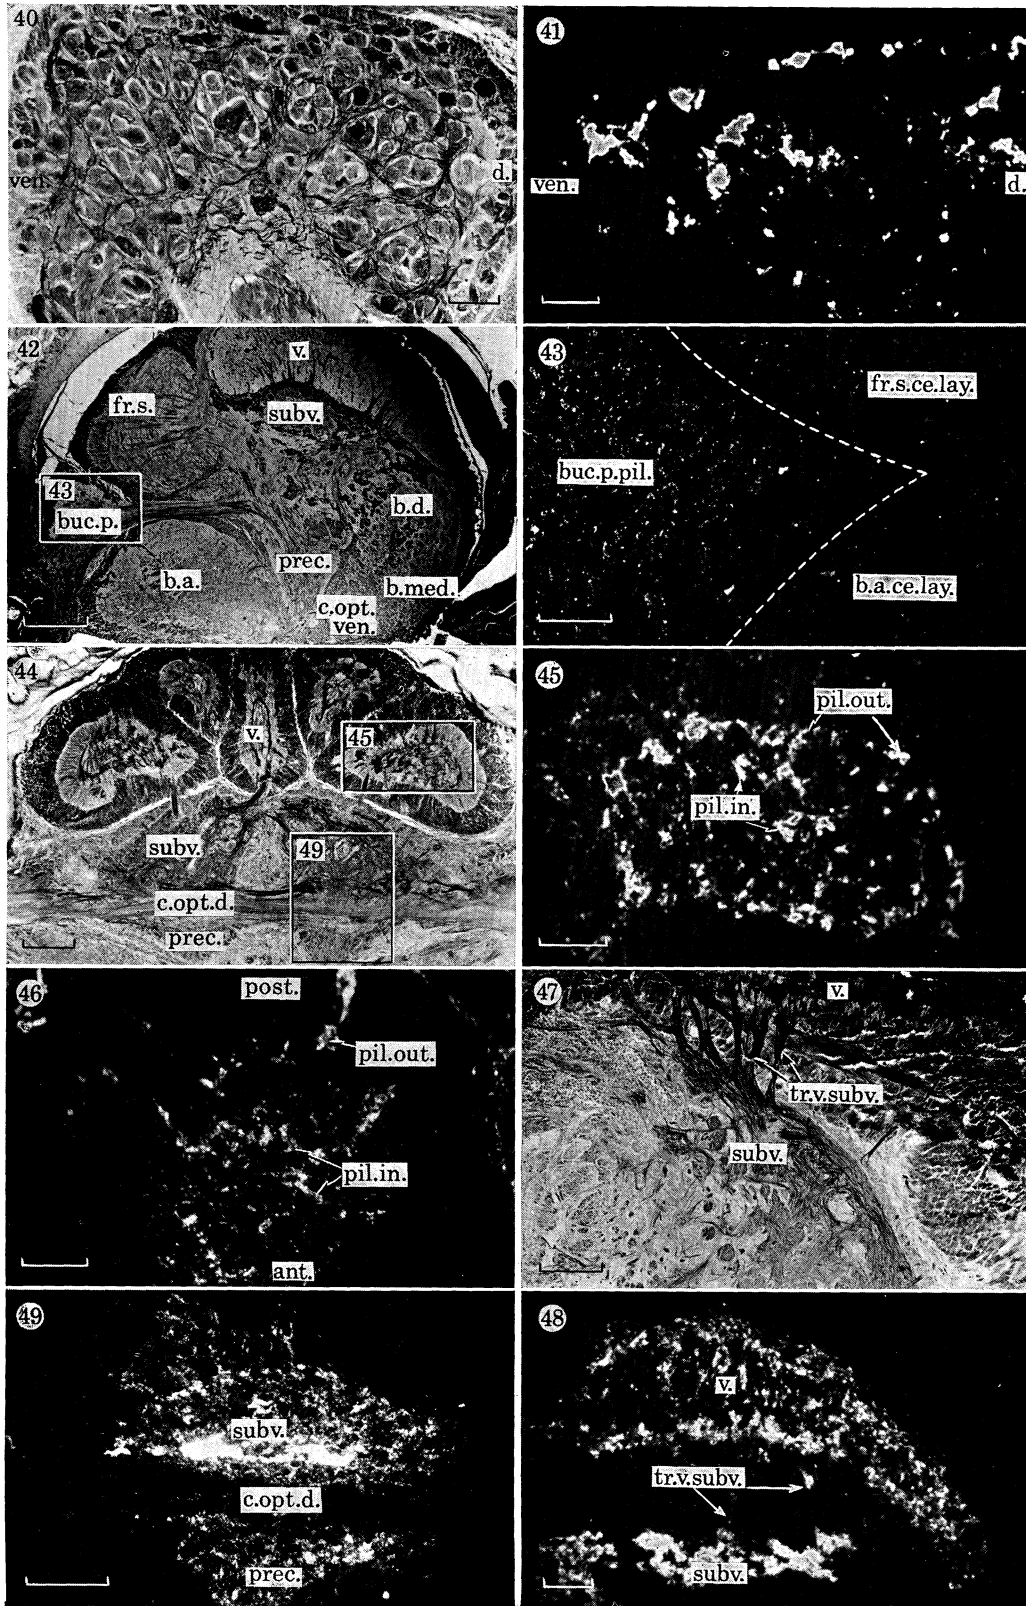 40
ven.
d.
41
ven.
d.
42
v.
fr.s.
subv.
43
buc.p.
b.d.
prec.
b.a.
b.med.
c.opt.
ven.
43
fr.s.ce.lay.
buc.p.pil.
b.a.ce.lay.
44
v.
45
subv.
49
c.opt.d.
prec.
45
pil.out.
pil.in.
46
post.
pil.out.
pil.in.
ant.
47
v.
tr.v.subv.
subv.
49
subv.
c.opt.d.
prec.
48
v.
tr.v.subv.
subv.